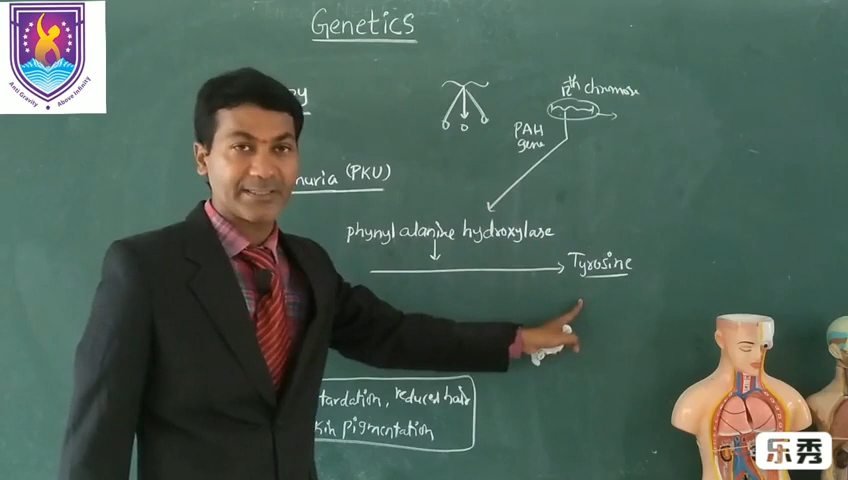 Anti Gravity Above Infinity
Genetics
py
12th chromose
PAH
gene
nuria (PKU)
phynyl alanine hydroxylase
Tyrosine
tardation, reduced hair
kin pigmentation
乐秀